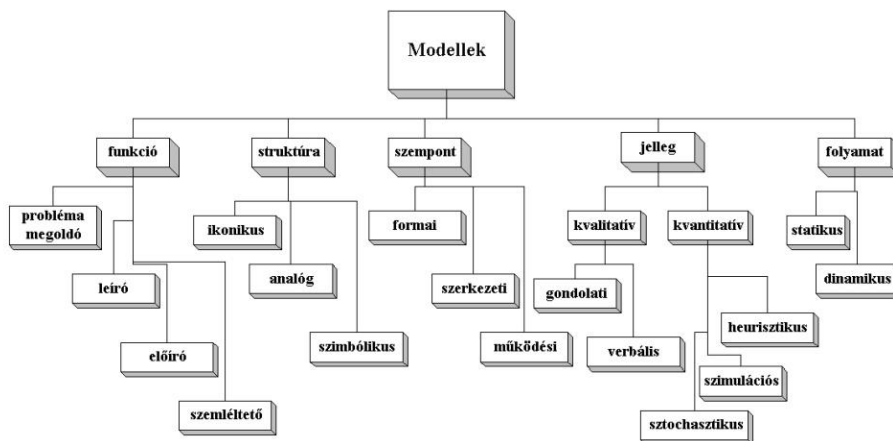 Modellek
funkció
struktúra
szempont
jelleg
folyamat
probléma
megoldó
leíró
előíró
szemléltető
ikonikus
analóg
szimbólikus
formai
szerkezeti
működési
kvalitatív
kvantitatív
gondolati
verbális
heurisztikus
szimulációs
sztochasztikus
statikus
dinamikus